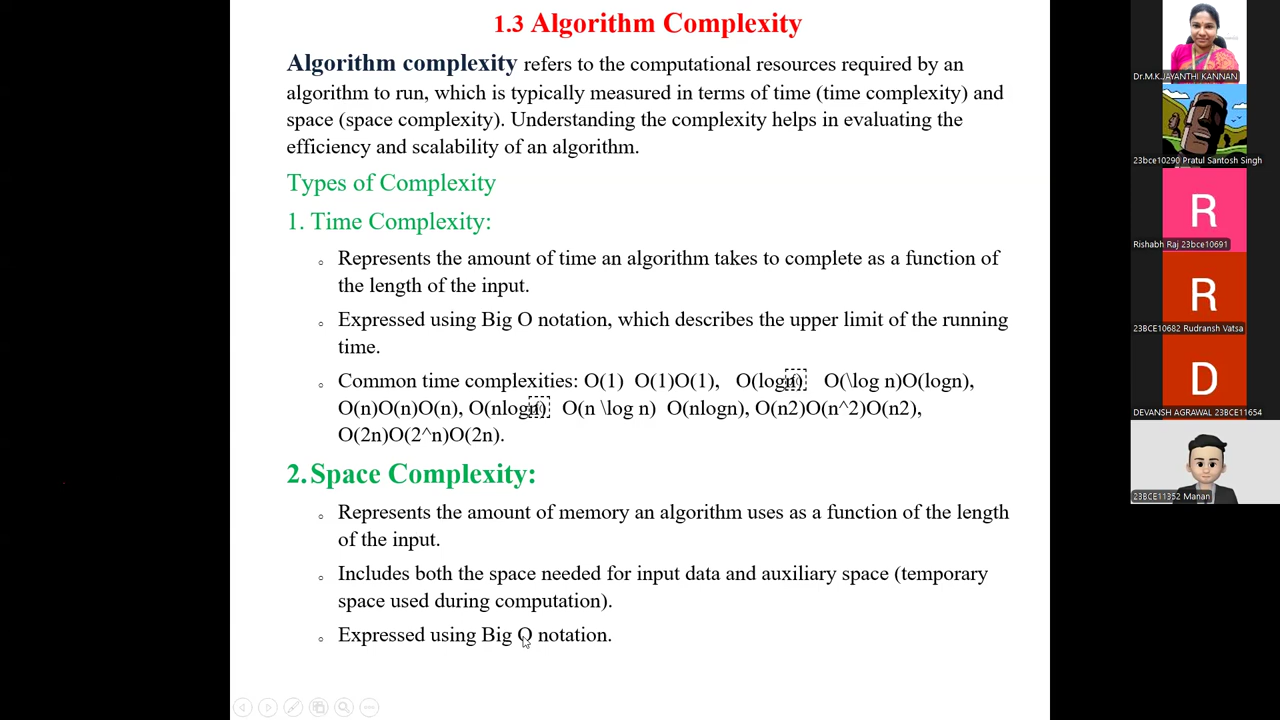 1.3 Algorithm Complexity
Algorithm complexity refers to the computational resources required by an
algorithm to run, which is typically measured in terms of time (time complexity) and
space (space complexity). Understanding the complexity helps in evaluating the
efficiency and scalability of an algorithm.
Types of Complexity
1. Time Complexity:
Represents the amount of time an algorithm takes to complete as a function of
the length of the input.
Expressed using Big O notation, which describes the upper limit of the running
time.
Common time complexities: O(1) O(1)O(1), O(logn) O(\log n)O(logn),
O(n)O(n)O(n), O(nlogn) O(n \log n) O(nlogn), O(n2)O(n^2)O(n2),
O(2n)O(2^n)O(2n).
2. Space Complexity:
Represents the amount of memory an algorithm uses as a function of the length
of the input.
Includes both the space needed for input data and auxiliary space (temporary
space used during computation).
Expressed using Big O notation.
Dr.M.K.JAYANTHI KANNAN
23bce10290 Pratul Santosh Singh
R
Rishabh Raj 23bce10691
R
23BCE10682 Rudransh Vatsa
D
DEVANSH AGRAWAL 23BCE11654
23BCE11352 Manan